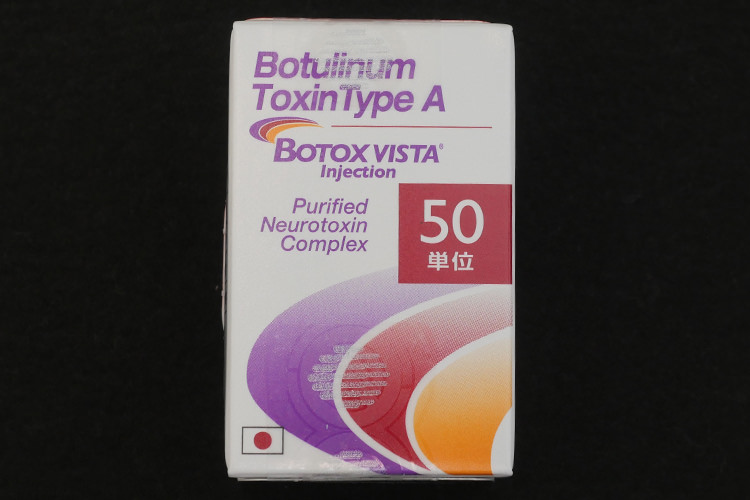 Botulinum
ToxinType A
BOTOX VISTA®
Injection
Purified
Neurotoxin
Complex
50
単位